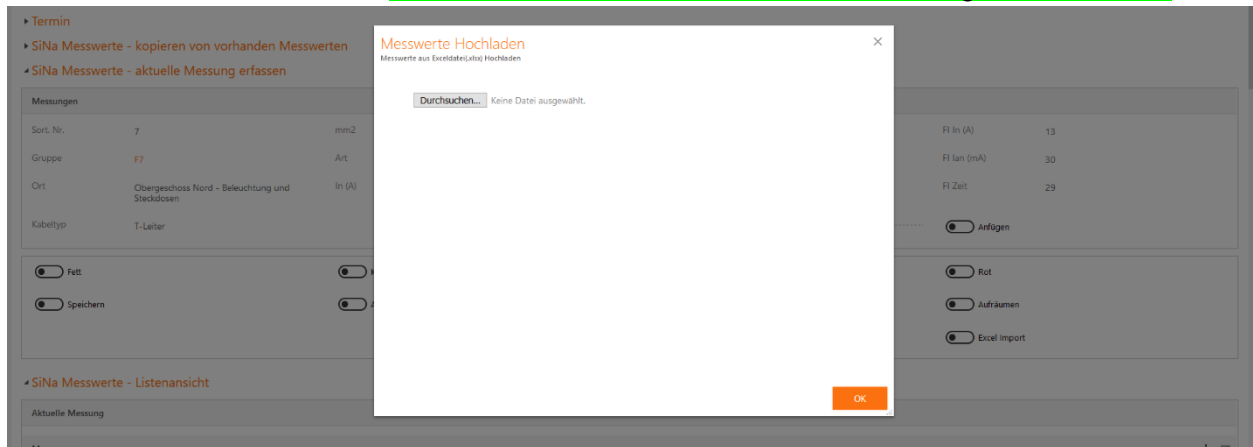 Termin
SiNa Messwerte - kopieren von vorhanden Messwerten
SiNa Messwerte - aktuelle Messung erfassen
Messwerte Hochladen
Messwerte aus Exceldatei(.xlsx) Hochladen
Durchsuchen... Keine Datei ausgewählt.
Messungen
Sort. Nr. 7 mm2 FI In (A) 13
Gruppe F7 Art FI Ian (mA) 30
Ort Obergeschoss Nord - Beleuchtung und Steckdosen In (A) FI Zeit 29
Kabeltyp T-Leiter Anfügen
Fett Rot
Speichern Aufräumen
Excel Import
OK
SiNa Messwerte - Listenansicht
Aktuelle Messung